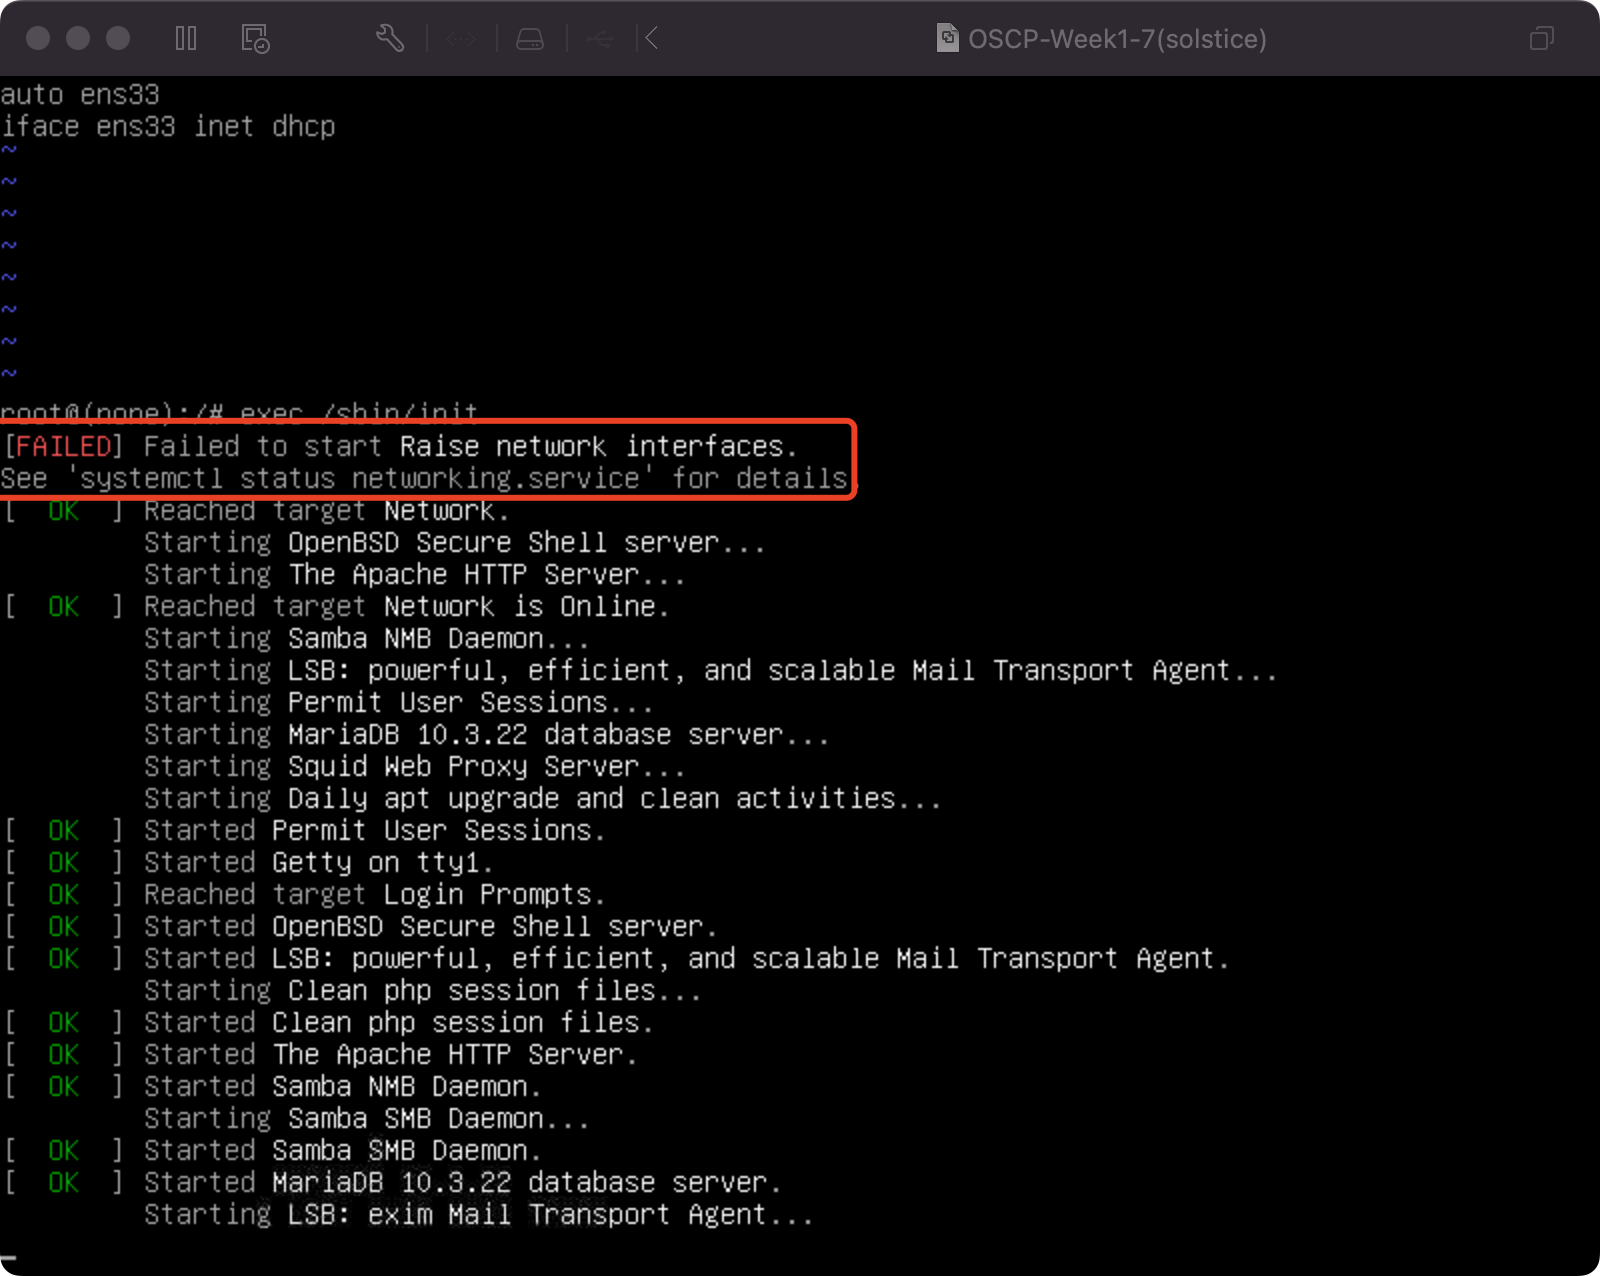 OSCP-Week1-7(solstice)
auto ens33
iface ens33 inet dhcp
~
~
~
~
~
~
~
~
root@(none):/# exec /sbin/init
[FAILED] Failed to start Raise network interfaces.
See 'systemctl status networking.service' for details
[  OK  ] Reached target Network.
Starting OpenBSD Secure Shell server...
Starting The Apache HTTP Server...
[  OK  ] Reached target Network is Online.
Starting Samba NMB Daemon...
Starting LSB: powerful, efficient, and scalable Mail Transport Agent...
Starting Permit User Sessions...
Starting MariaDB 10.3.22 database server...
Starting Squid Web Proxy Server...
Starting Daily apt upgrade and clean activities...
[  OK  ] Started Permit User Sessions.
[  OK  ] Started Getty on tty1.
[  OK  ] Reached target Login Prompts.
[  OK  ] Started OpenBSD Secure Shell server.
[  OK  ] Started LSB: powerful, efficient, and scalable Mail Transport Agent.
Starting Clean php session files...
[  OK  ] Started Clean php session files.
[  OK  ] Started The Apache HTTP Server.
[  OK  ] Started Samba NMB Daemon.
Starting Samba SMB Daemon...
[  OK  ] Started Samba SMB Daemon.
[  OK  ] Started MariaDB 10.3.22 database server.
Starting LSB: exim Mail Transport Agent...